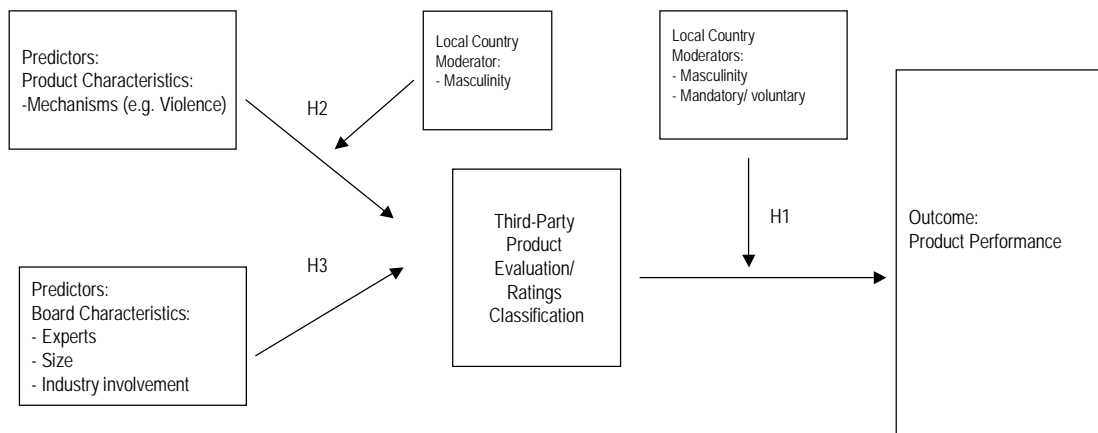 Predictors:
Product Characteristics:
-Mechanisms (e.g. Violence)
H2
Local Country
Moderator:
- Masculinity
Local Country
Moderators:
- Masculinity
- Mandatory/ voluntary
H1
Third-Party
Product
Evaluation/
Ratings
Classification
Outcome:
Product Performance
H3
Predictors:
Board Characteristics:
- Experts
- Size
- Industry involvement